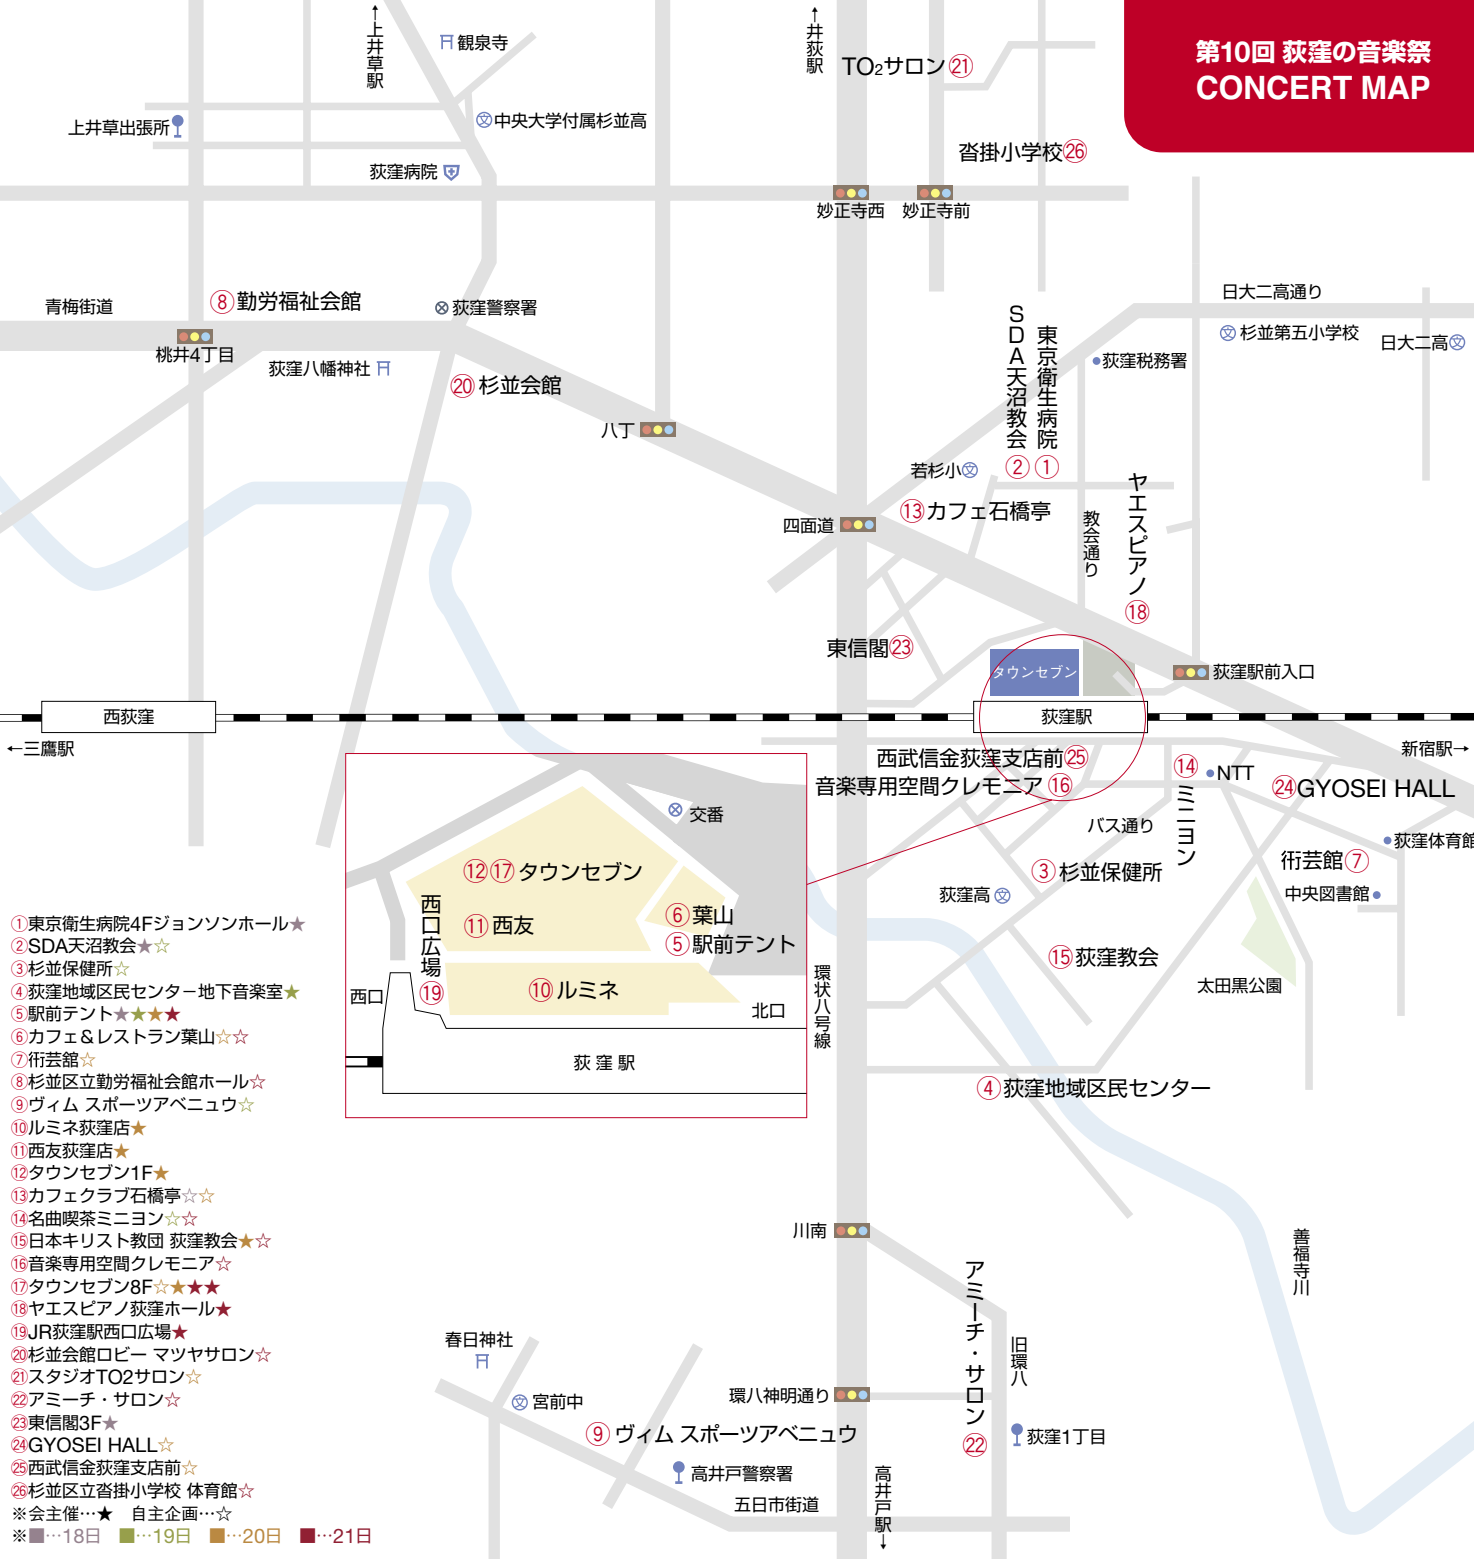 第10回 荻窪の音楽祭
CONCERT MAP
↑上井草駅
観泉寺
↑井荻駅
TO2サロン㉑
上井草出張所
中央大学付属杉並高
荻窪病院
沓掛小学校㉖
妙正寺西
妙正寺前
青梅街道
⑧勤労福祉会館
荻窪警察署
桃井4丁目
荻窪八幡神社
⑳杉並会館
八丁
SDA天沼教会②
東京衛生病院①
日大二高通り
杉並第五小学校
日大二高
荻窪税務署
若杉小
⑬カフェ石橋亭
四面道
教会通り
ヤエスピアノ⑱
東信閣㉓
タウンセブン
荻窪駅前入口
西荻窪
荻窪駅
←三鷹駅
新宿駅→
西武信金荻窪支店前㉕
音楽専用空間クレモニア⑯
⑭ミニヨン
NTT
㉔GYOSEI HALL
バス通り
荻窪体育館
③杉並保健所
衎芸館⑦
荻窪高
中央図書館
⑮荻窪教会
太田黒公園
環状八号線
④荻窪地域区民センター
交番
⑫⑰タウンセブン
⑪西友
⑥葉山
⑤駅前テント
西口広場⑲
⑩ルミネ
西口
北口
荻窪駅
川南
善福寺川
アミーチ・サロン㉒
旧環八
春日神社
宮前中
環八神明通り
⑨ヴィム スポーツアベニュウ
荻窪1丁目
高井戸警察署
五日市街道
高井戸駅↓
①東京衛生病院4Fジョンソンホール★
②SDA天沼教会★☆
③杉並保健所☆
④荻窪地域区民センター地下音楽室★
⑤駅前テント★★★★
⑥カフェ&レストラン葉山☆☆
⑦衎芸舘☆
⑧杉並区立勤労福祉会館ホール☆
⑨ヴィム スポーツアベニュウ☆
⑩ルミネ荻窪店★
⑪西友荻窪店★
⑫タウンセブン1F★
⑬カフェクラブ石橋亭☆☆
⑭名曲喫茶ミニヨン☆☆
⑮日本キリスト教団 荻窪教会★☆
⑯音楽専用空間クレモニア☆
⑰タウンセブン8F☆★★★
⑱ヤエスピアノ荻窪ホール★
⑲JR荻窪駅西口広場★
⑳杉並会館ロビー マツヤサロン☆
㉑スタジオTO2サロン☆
㉒アミーチ・サロン☆
㉓東信閣3F★
㉔GYOSEI HALL☆
㉕西武信金荻窪支店前☆
㉖杉並区立沓掛小学校 体育館☆
※会主催…★ 自主企画…☆
※■…18日 ■…19日 ■…20日 ■…21日